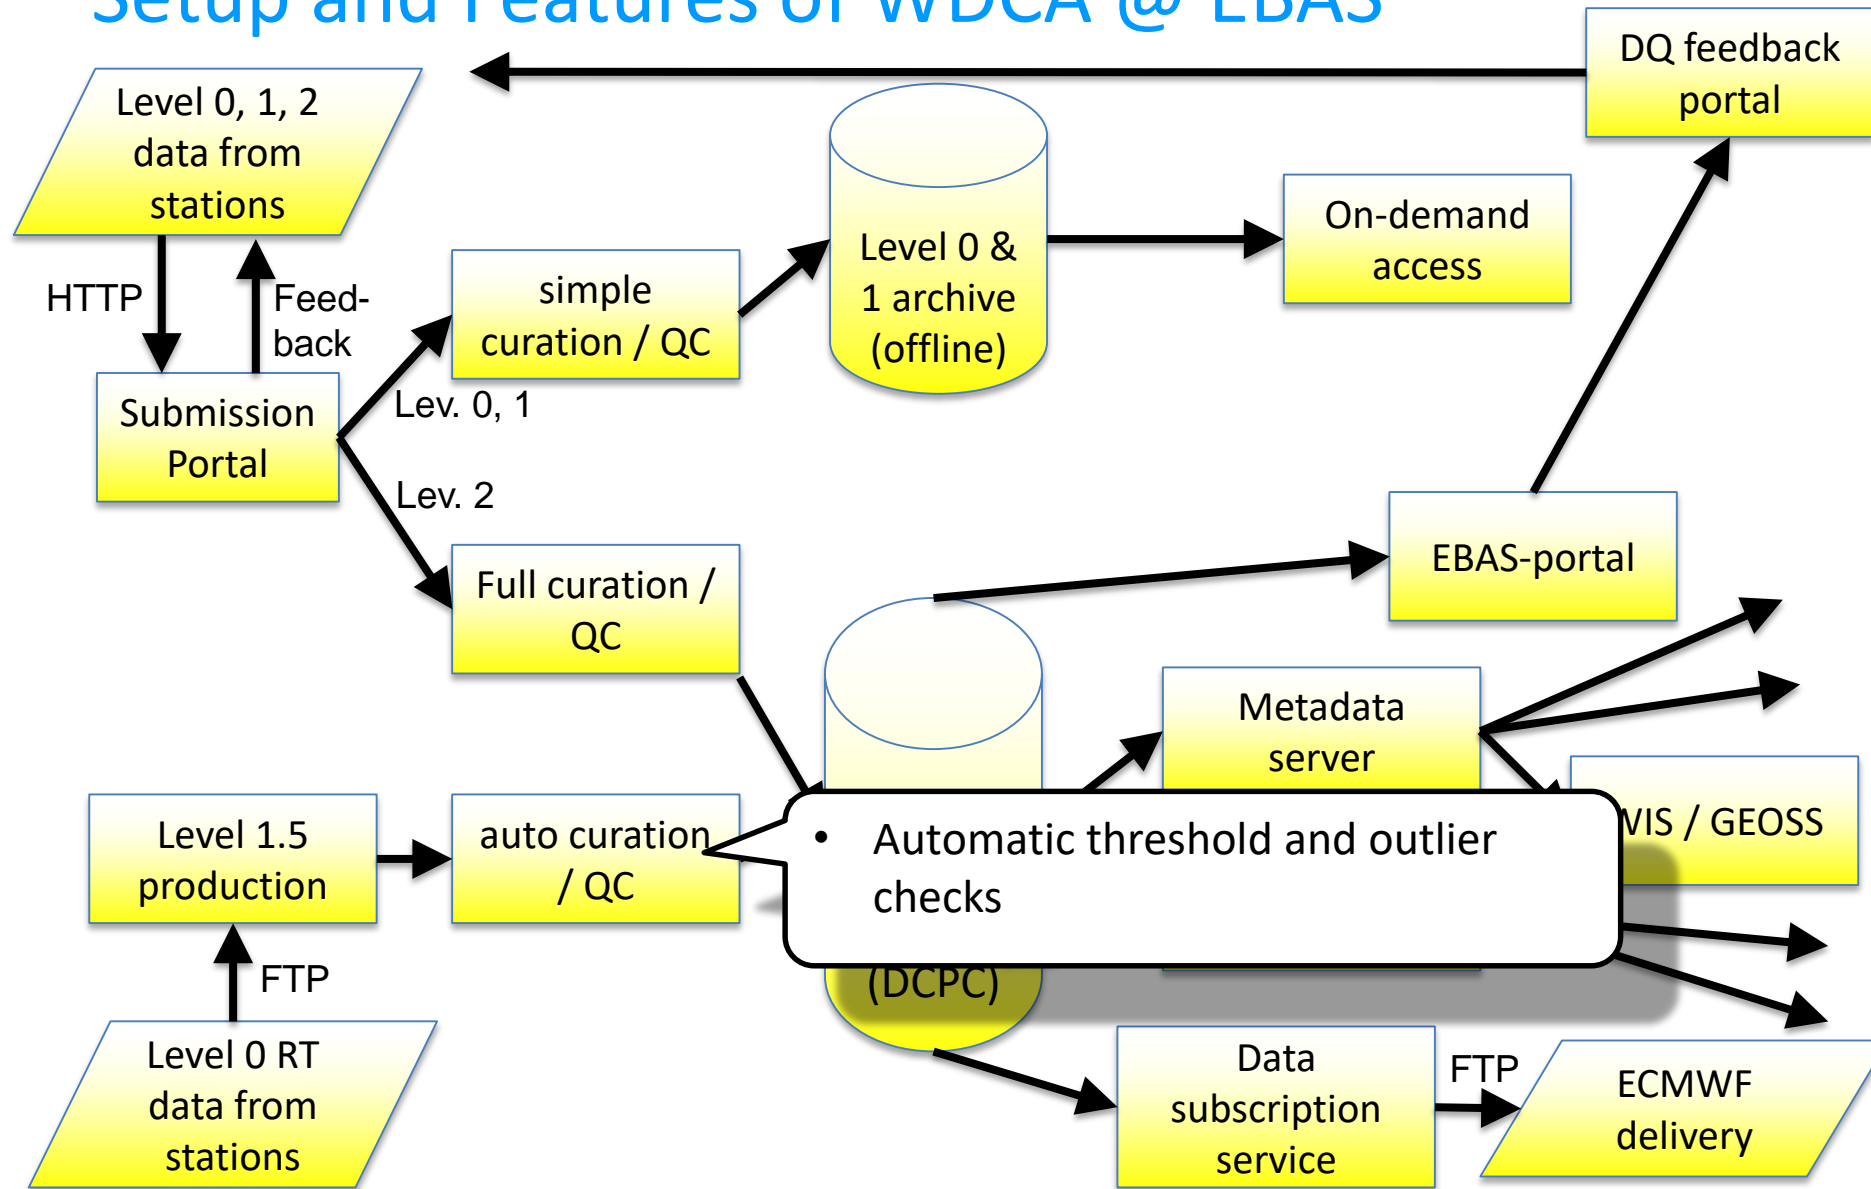 Setup and Features of WDCA @ EBAS
DQ feedback
portal
Level 0, 1, 2
data from
stations
On-demand
access
Level 0 &
1 archive
(offline)
HTTP
Feed-
back
simple
curation / QC
Submission
Portal
Lev. 0, 1
Lev. 2
EBAS-portal
Full curation /
QC
Metadata
server
Level 1.5
production
auto curation
/ QC
• Automatic threshold and outlier
checks
/ GEOSS
(DCPC)
FTP
Level 0 RT
data from
stations
Data
subscription
service
FTP
ECMWF
delivery